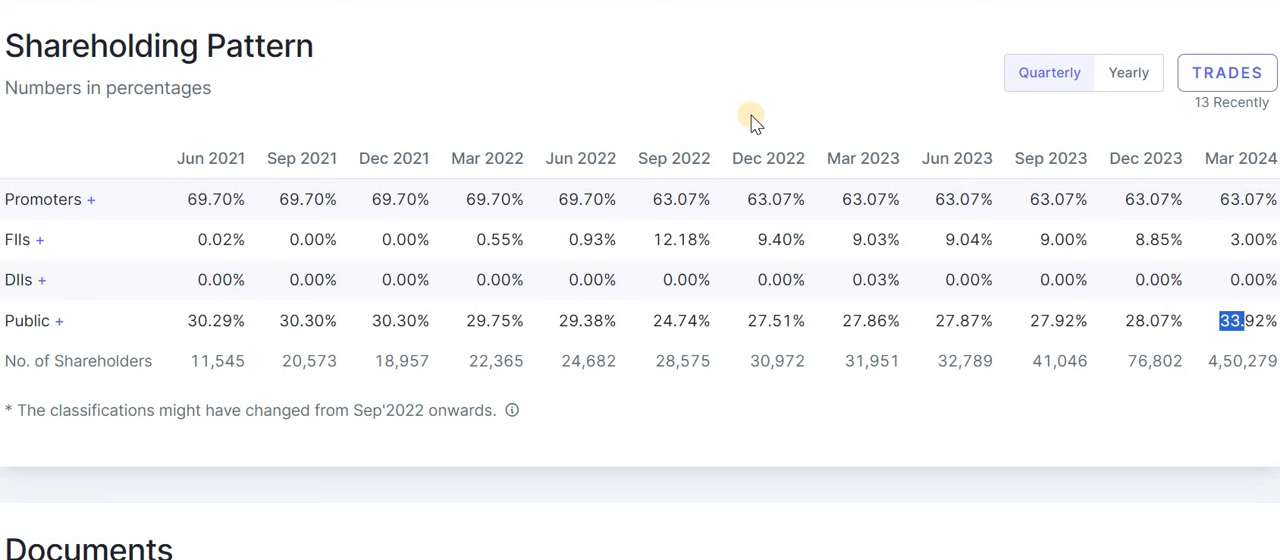 Shareholding Pattern
Numbers in percentages
Quarterly Yearly TRADES
13 Recently
Jun 2021 Sep 2021 Dec 2021 Mar 2022 Jun 2022 Sep 2022 Dec 2022 Mar 2023 Jun 2023 Sep 2023 Dec 2023 Mar 2024
Promoters + 69.70% 69.70% 69.70% 69.70% 69.70% 63.07% 63.07% 63.07% 63.07% 63.07% 63.07% 63.07%
FIIs + 0.02% 0.00% 0.00% 0.55% 0.93% 12.18% 9.40% 9.03% 9.04% 9.00% 8.85% 3.00%
DIIs + 0.00% 0.00% 0.00% 0.00% 0.00% 0.00% 0.00% 0.03% 0.00% 0.00% 0.00% 0.00%
Public + 30.29% 30.30% 30.30% 29.75% 29.38% 24.74% 27.51% 27.86% 27.87% 27.92% 28.07% 33.92%
No. of Shareholders 11,545 20,573 18,957 22,365 24,682 28,575 30,972 31,951 32,789 41,046 76,802 4,50,279
* The classifications might have changed from Sep'2022 onwards.
Documents